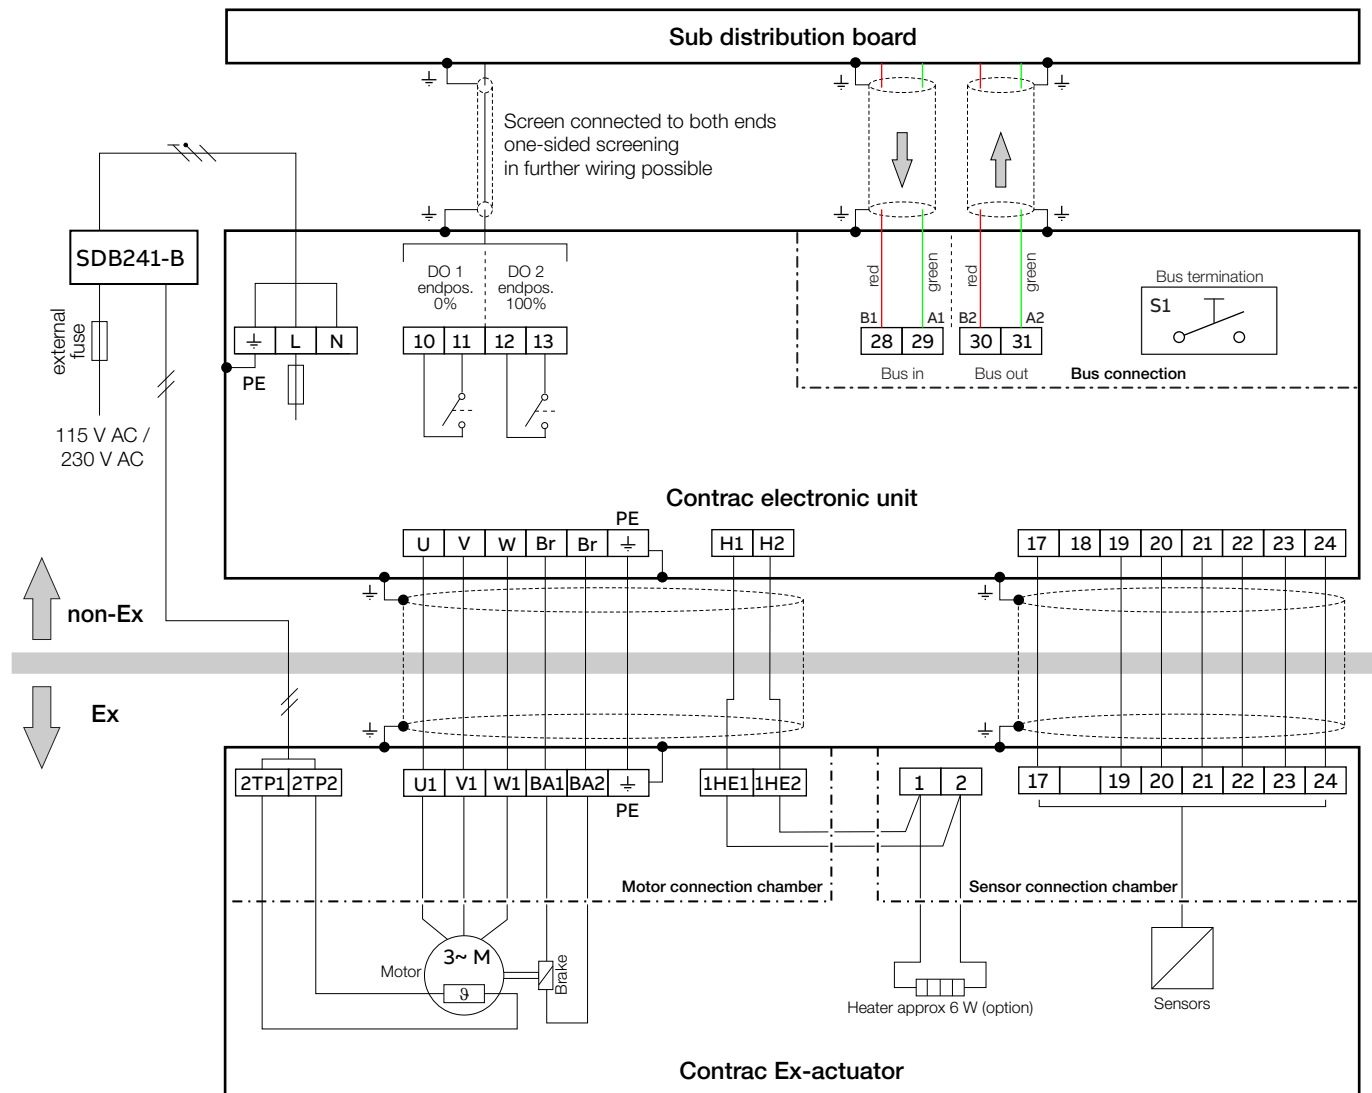 Sub distribution board
Screen connected to both ends
one-sided screening
in further wiring possible
SDB241-B
external
fuse
115 V AC /
230 V AC
DO 1
endpos.
0%
DO 2
endpos.
100%
L N
PE
10 11 12 13
red
green
red
green
B1 A1 B2 A2
28 29 30 31
Bus in
Bus out
Bus termination
S1
Bus connection
Contrac electronic unit
PE
U V W Br Br
H1 H2
17 18 19 20 21 22 23 24
non-Ex
Ex
2TP1 2TP2
U1 V1 W1 BA1 BA2
PE
1HE1 1HE2
1 2
17 19 20 21 22 23 24
Motor connection chamber
Sensor connection chamber
Motor
3~ M
ϑ
Brake
Heater approx 6 W (option)
Sensors
Contrac Ex-actuator